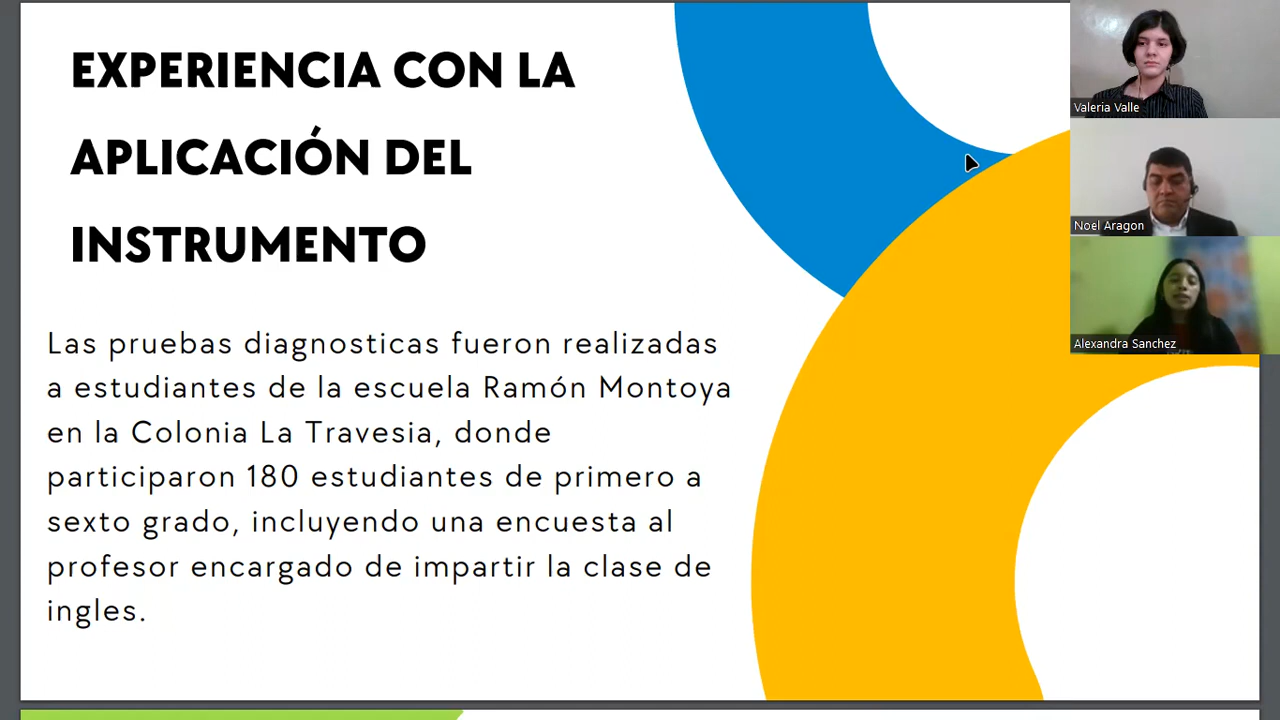 EXPERIENCIA CON LA
APLICACIÓN DEL
INSTRUMENTO
Las pruebas diagnosticas fueron realizadas
a estudiantes de la escuela Ramón Montoya
en la Colonia La Travesia, donde
participaron 180 estudiantes de primero a
sexto grado, incluyendo una encuesta al
profesor encargado de impartir la clase de
ingles.
Valeria Valle
Noel Aragon
Alexandra Sanchez